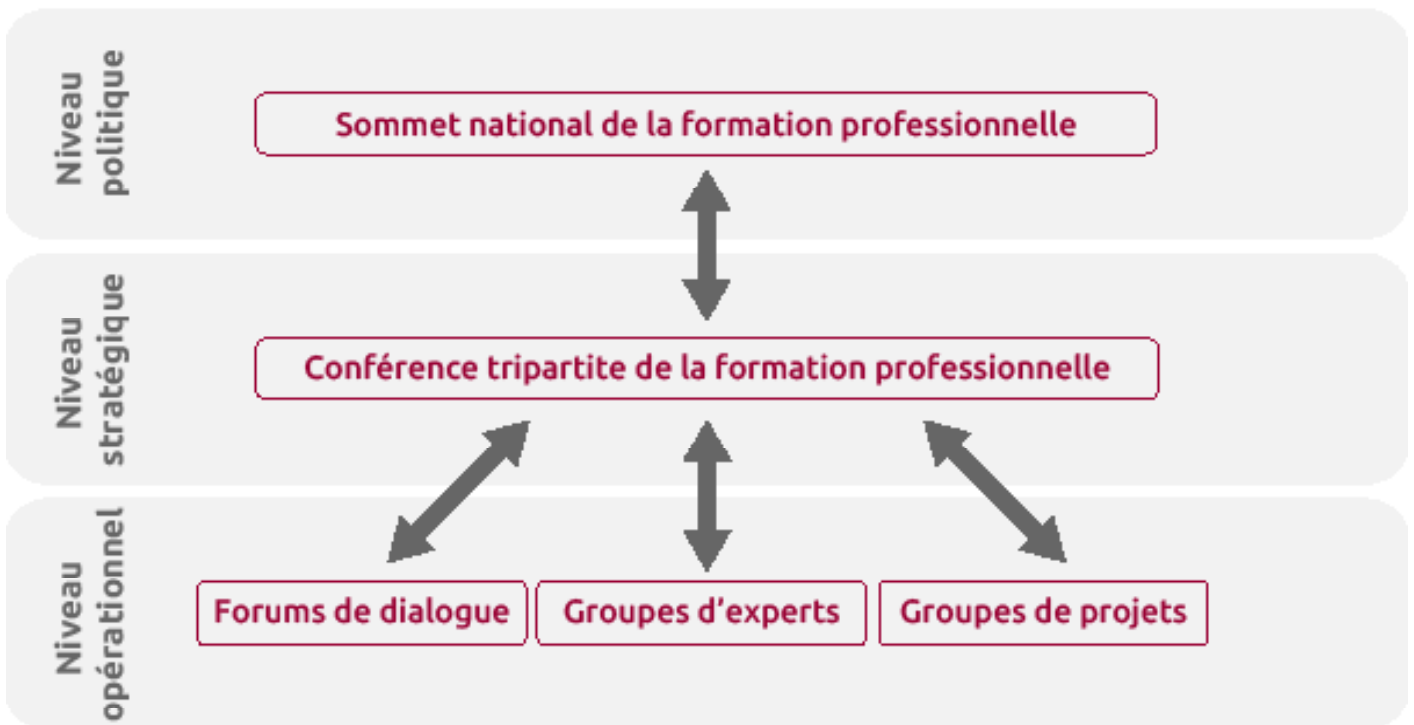 Niveau
politique
Sommet national de la formation professionnelle
Niveau
stratégique
Conférence tripartite de la formation professionnelle
Niveau
opérationnel
Forums de dialogue
Groupes d’experts
Groupes de projets